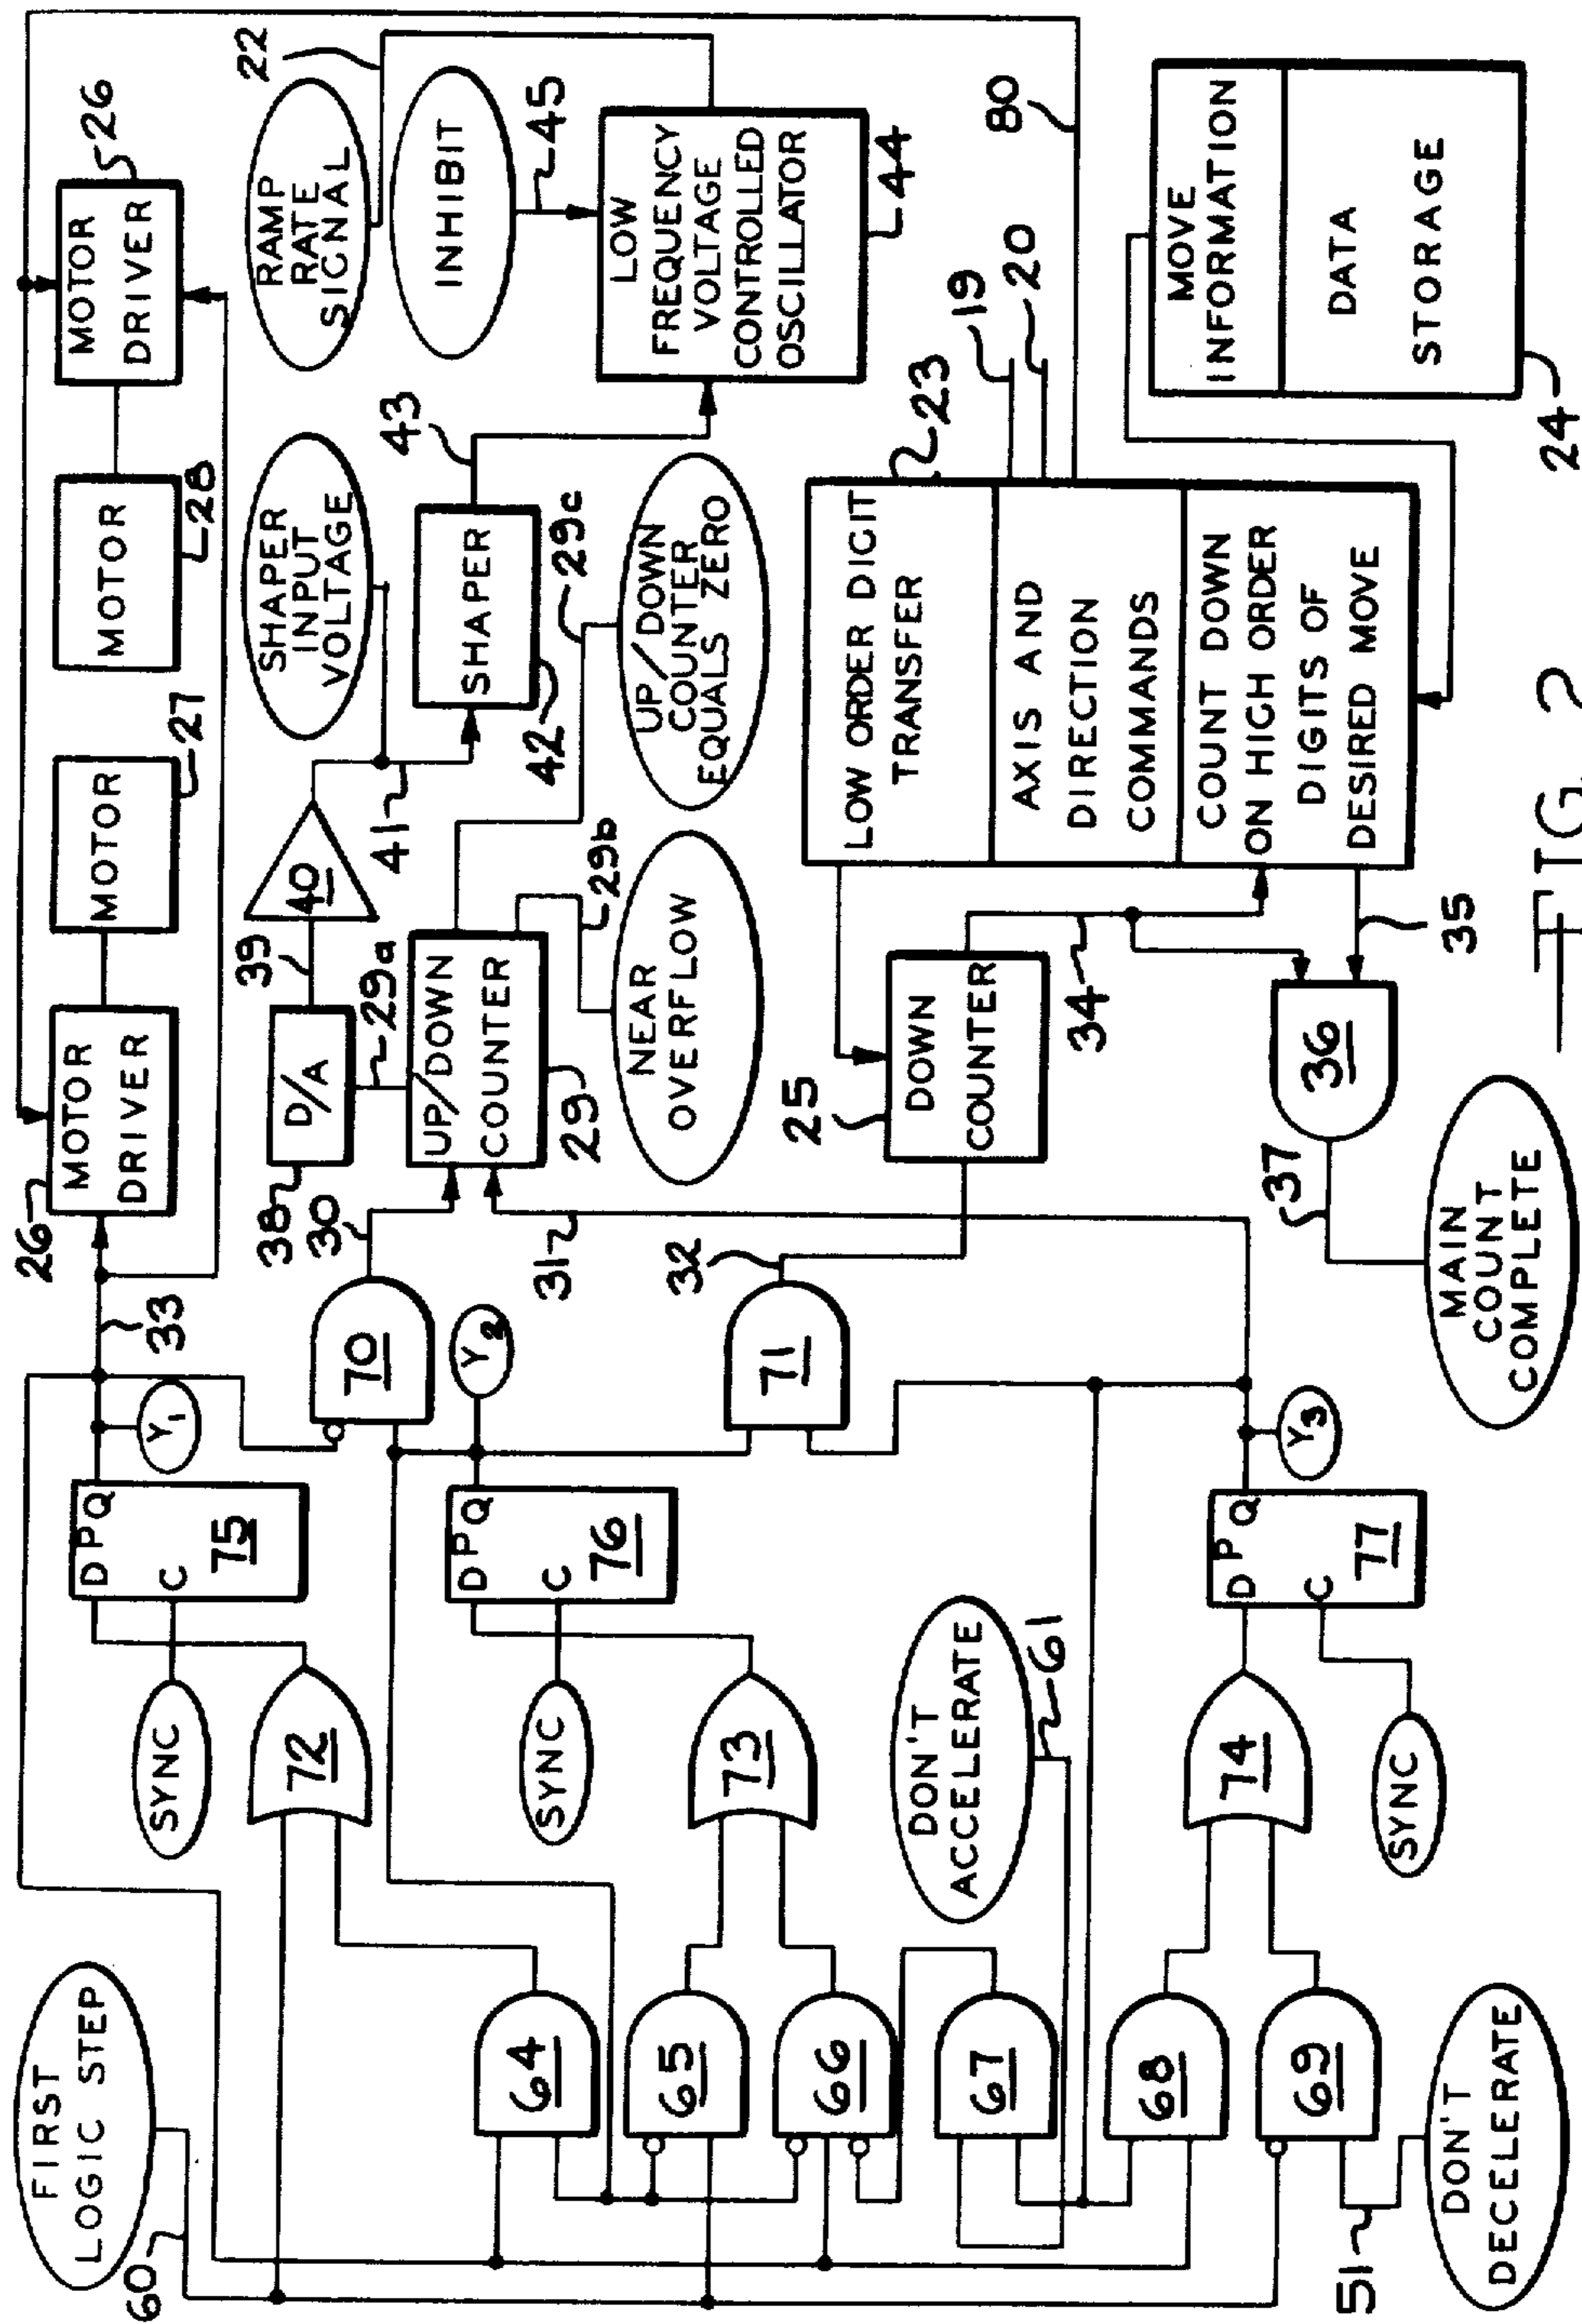 FIRST
LOGIC STEP
60
SYNC
72
D P Q
C
75
Y1
33
26
MOTOR
DRIVER
MOTOR
27
MOTOR
28
MOTOR
DRIVER
26
64
65
66
67
68
69
SYNC
73
D P Q
C
76
Y2
70
30
38
D/A
39
40
29a
UP/DOWN
COUNTER
29
29b
NEAR
OVERFLOW
41
SHAPER
INPUT
VOLTAGE
SHAPER
42
43
29c
UP/DOWN
COUNTER
EQUALS ZERO
RAMP
RATE
SIGNAL
22
INHIBIT
45
LOW
FREQUENCY
VOLTAGE
CONTROLLED
OSCILLATOR
44
DON'T
ACCELERATE
61
71
32
31
25
DOWN
COUNTER
34
LOW ORDER DIGIT
TRANSFER
AXIS AND
DIRECTION
COMMANDS
COUNT DOWN
ON HIGH ORDER
DIGITS OF
DESIRED MOVE
23
19
20
80
MOVE
INFORMATION
DATA
STORAGE
24
51
DON'T
DECELERATE
74
SYNC
D P Q
C
77
Y3
36
35
37
MAIN
COUNT
COMPLETE
FIG. 2